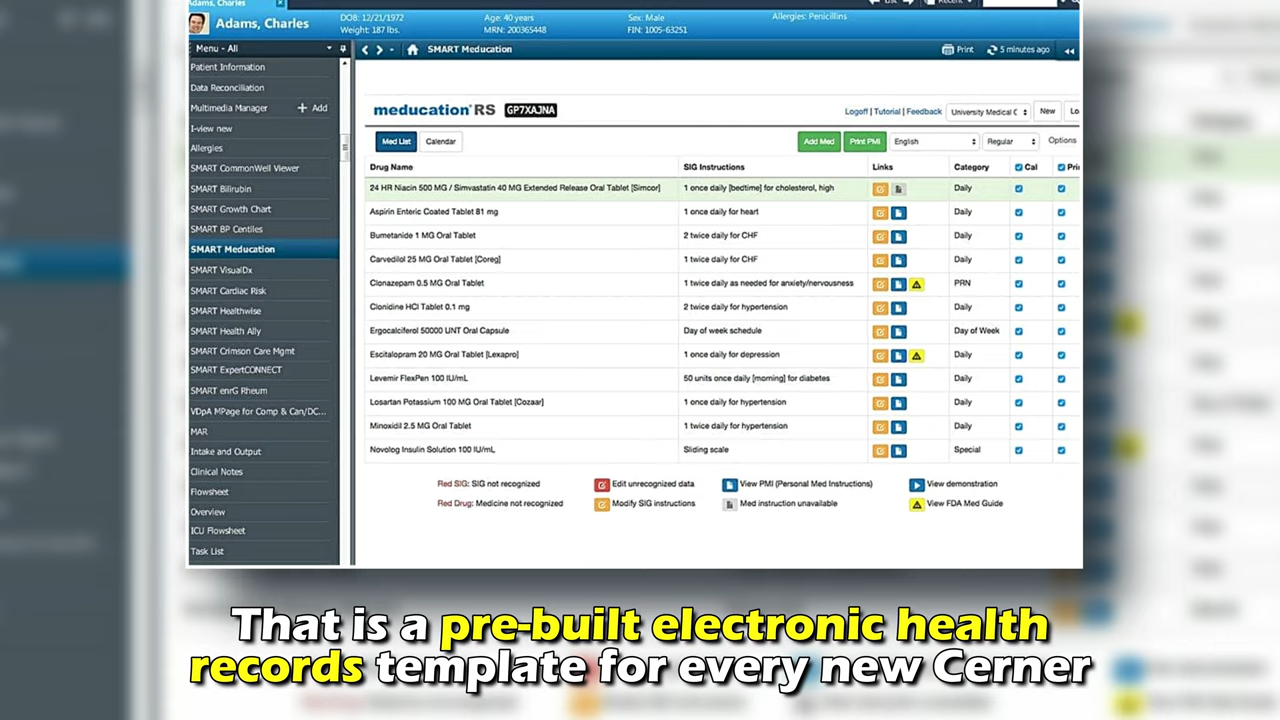 Adams, Charles
Adams, Charles
DOB: 12/21/1972
Weight: 187 lbs.
Age: 40 years
MRN: 200365448
Sex: Male
FIN: 1005-63251
Allergies: Penicillins
Menu - All
SMART Meducation
Print
5 minutes ago
Patient Information
Data Reconciliation
Multimedia Manager + Add
I-view new
Allergies
SMART CommonWell Viewer
SMART Bilirubin
SMART Growth Chart
SMART BP Centiles
SMART Meducation
SMART VisualDx
SMART Cardiac Risk
SMART Healthwise
SMART Health Ally
SMART Crimson Care Mgmt
SMART ExpertCONNECT
SMART enrG Rheum
VDpA MPage for Comp & Can/DC...
MAR
Intake and Output
Clinical Notes
Flowsheet
Overview
ICU Flowsheet
Task List
meducation RS GP7XAJNA
Logoff | Tutorial | Feedback University Medical C New Lo
Med List Calendar Add Med Print PMI English Regular Options
Drug Name SIG Instructions Links Category Cal Pri
24 HR Niacin 500 MG / Simvastatin 40 MG Extended Release Oral Tablet [Simcor] 1 once daily [bedtime] for cholesterol, high Daily
Aspirin Enteric Coated Tablet 81 mg 1 once daily for heart Daily
Bumetanide 1 MG Oral Tablet 2 twice daily for CHF Daily
Carvedilol 25 MG Oral Tablet [Coreg] 1 twice daily for CHF Daily
Clonazepam 0.5 MG Oral Tablet 1 twice daily as needed for anxiety/nervousness PRN
Clonidine HCl Tablet 0.1 mg 2 twice daily for hypertension Daily
Ergocalciferol 50000 UNT Oral Capsule Day of week schedule Day of Week
Escitalopram 20 MG Oral Tablet [Lexapro] 1 once daily for depression Daily
Levemir FlexPen 100 IU/mL 50 units once daily [morning] for diabetes Daily
Losartan Potassium 100 MG Oral Tablet [Cozaar] 1 once daily for hypertension Daily
Minoxidil 2.5 MG Oral Tablet 1 twice daily for hypertension Daily
Novolog Insulin Solution 100 IU/mL Sliding scale Special
Red SIG: SIG not recognized Edit unrecognized data View PMI (Personal Med Instructions) View demonstration
Red Drug: Medicine not recognized Modify SIG instructions Med instruction unavailable View FDA Med Guide
That is a pre-built electronic health
records template for every new Cerner